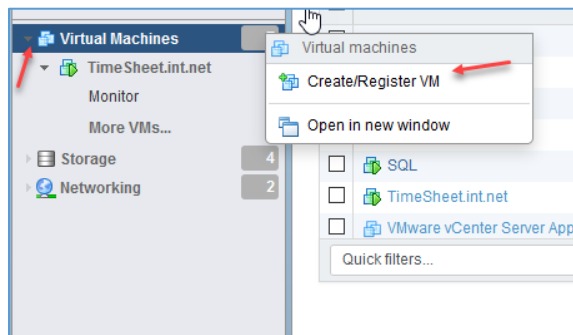 Virtual Machines
TimeSheet.int.net
Monitor
More VMs...
Storage
4
Networking
2
Virtual machines
Create/Register VM
Open in new window
SQL
TimeSheet.int.net
VMware vCenter Server App
Quick filters...